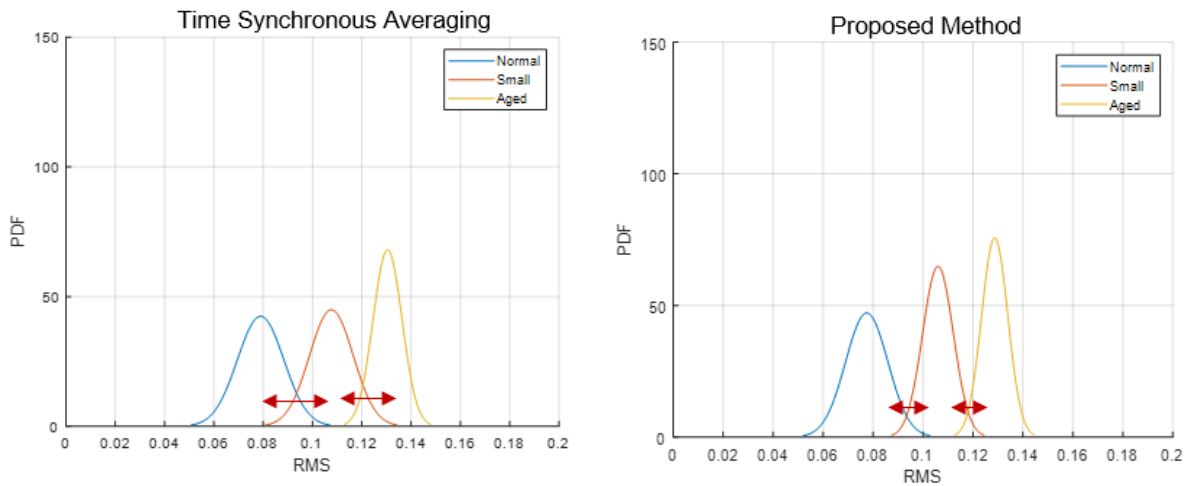 Time Synchronous Averaging
150
100
50
0
PDF
Normal
Small
Aged
0 0.02 0.04 0.06 0.08 0.1 0.12 0.14 0.16 0.18 0.2
RMS
Proposed Method
150
100
50
0
PDF
Normal
Small
Aged
0 0.02 0.04 0.06 0.08 0.1 0.12 0.14 0.16 0.18 0.2
RMS